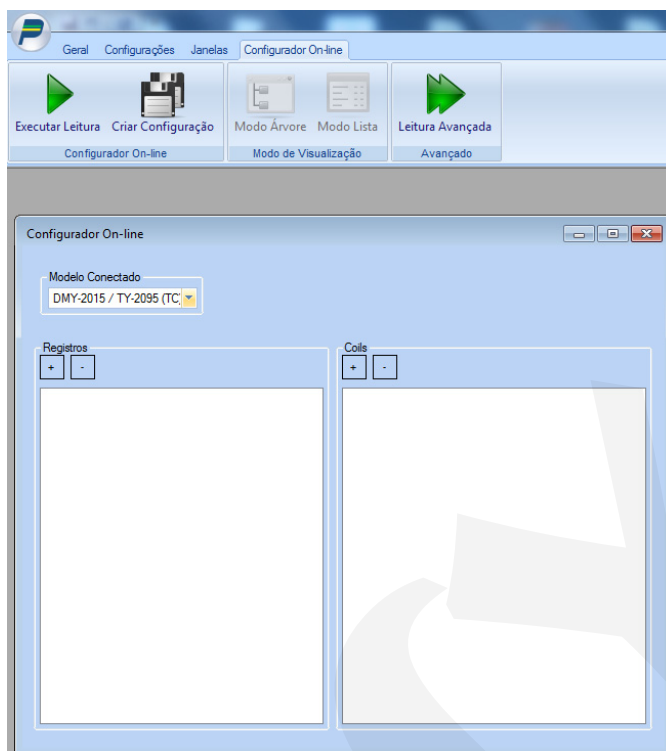 Geral Configurações Janelas Configurador On-line
Executar Leitura Criar Configuração Modo Árvore Modo Lista Leitura Avançada
Configurador On-line Modo de Visualização Avançado
Configurador On-line
Modelo Conectado
DMY-2015 / TY-2095 (TC)
Registros Coils
+ - + -